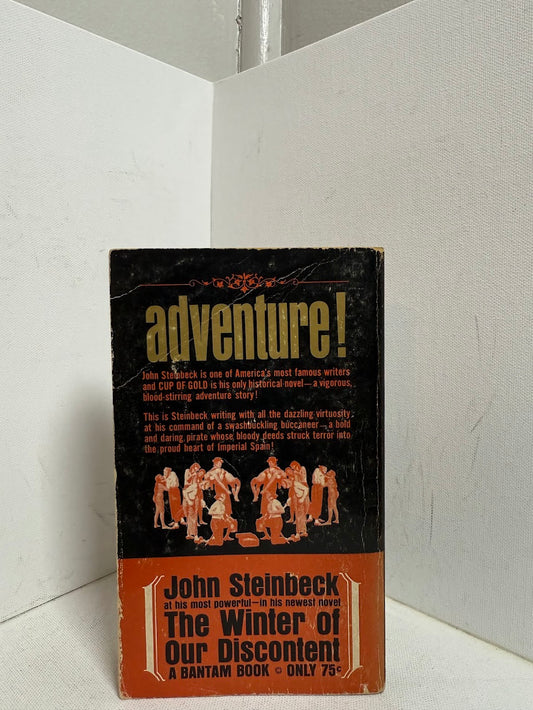 adventure!
John Steinbeck is one of America's most famous writers
and CUP OF GOLD is his only historical novel—a vigorous,
blood-stirring adventure story!
This is Steinbeck writing with all the dazzling virtuosity
at his command of a swashbuckling buccaneer—a bold
and daring pirate whose bloody deeds struck terror into
the proud heart of Imperial Spain!
John Steinbeck
at his most powerful—in his newest novel
The Winter of
Our Discontent
A BANTAM BOOK © ONLY 75¢